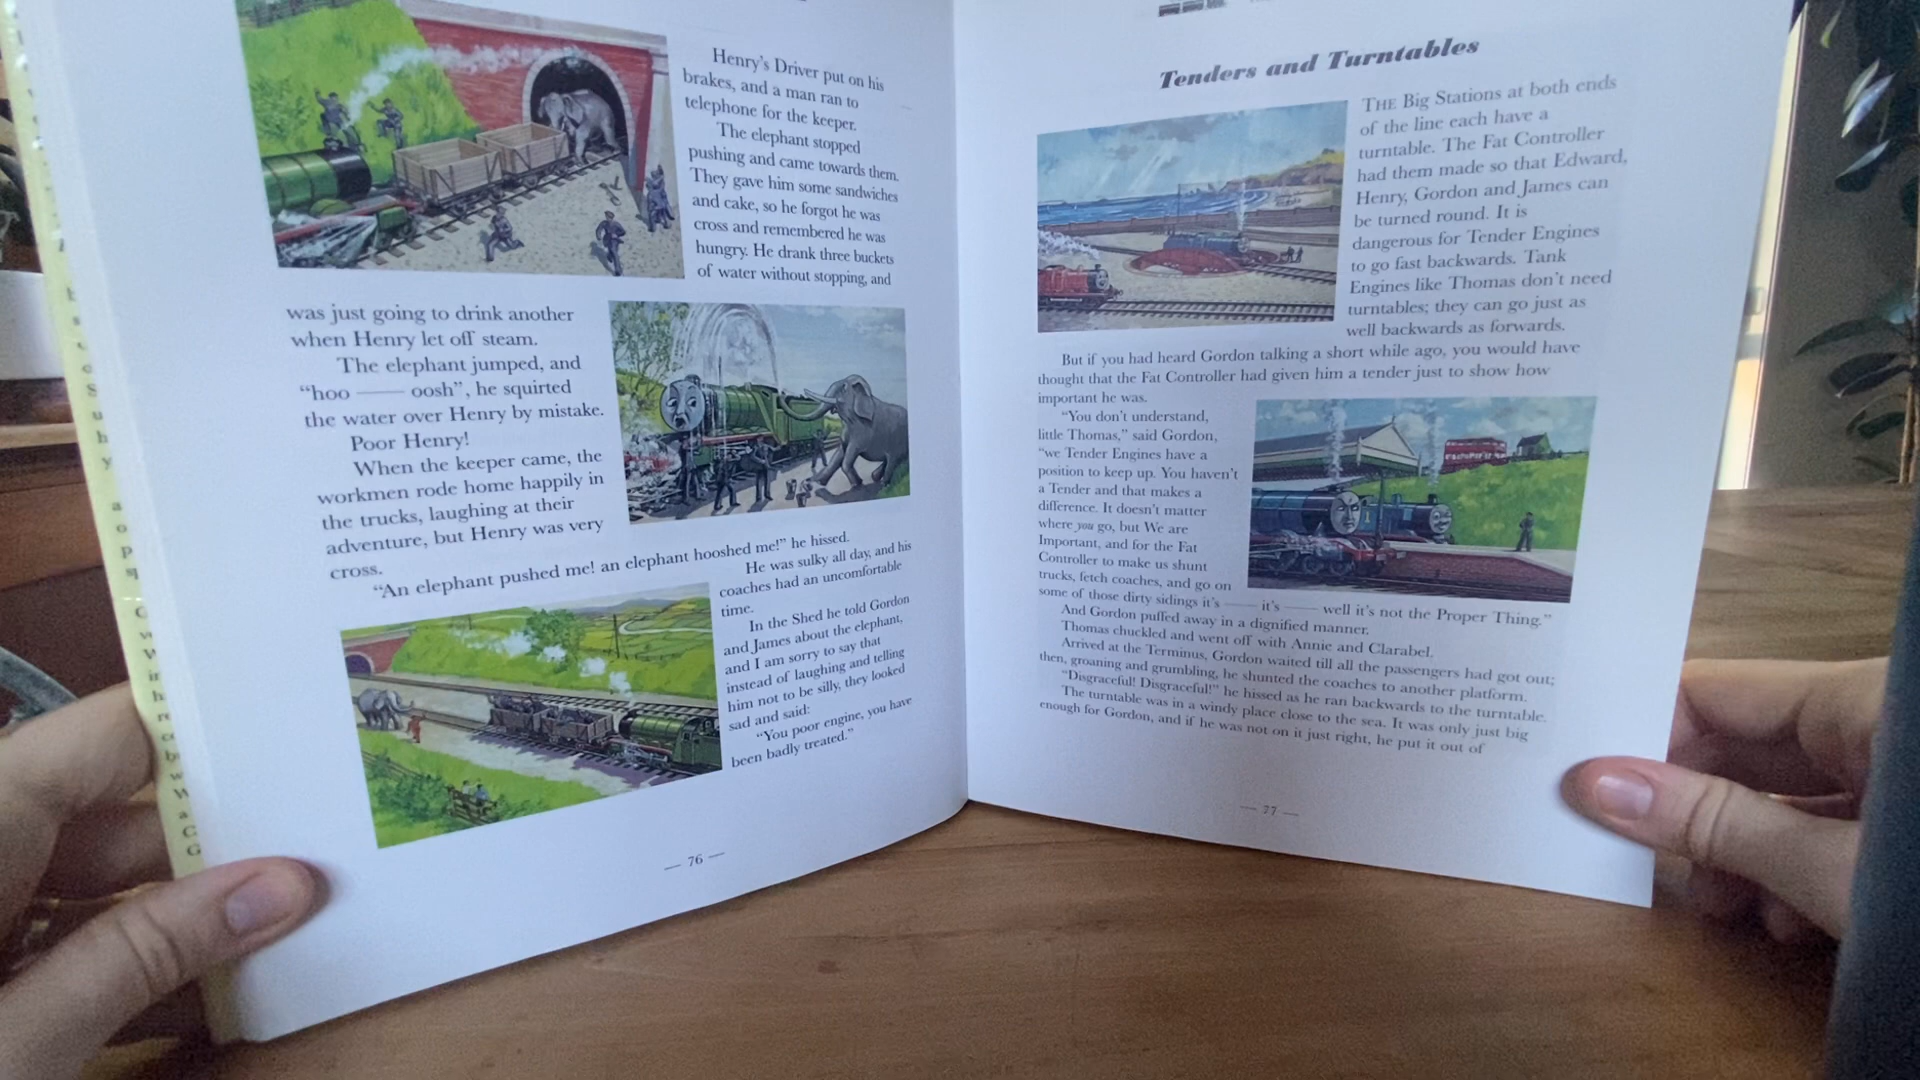 Henry's Driver put on his
brakes, and a man ran to
telephone for the keeper.
The elephant stopped
pushing and came towards them.
They gave him some sandwiches
and cake, so he forgot he was
cross and remembered he was
hungry. He drank three buckets
of water without stopping, and
was just going to drink another
when Henry let off steam.
The elephant jumped, and
“hoo —— oosh”, he squirted
the water over Henry by mistake.
Poor Henry!
When the keeper came, the
workmen rode home happily in
the trucks, laughing at their
adventure, but Henry was very
cross.
“An elephant pushed me! an elephant hooshed me!” he hissed.
He was sulky all day, and his
coaches had an uncomfortable
time.
In the Shed he told Gordon
and James about the elephant,
and I am sorry to say that
instead of laughing and telling
him not to be silly, they looked
sad and said:
“You poor engine, you have
been badly treated.”
— 76 —
Tenders and Turntables
THE Big Stations at both ends
of the line each have a
turntable. The Fat Controller
had them made so that Edward,
Henry, Gordon and James can
be turned round. It is
dangerous for Tender Engines
to go fast backwards. Tank
Engines like Thomas don't need
turntables; they can go just as
well backwards as forwards.
But if you had heard Gordon talking a short while ago, you would have
thought that the Fat Controller had given him a tender just to show how
important he was.
“You don't understand,
little Thomas,” said Gordon,
“we Tender Engines have a
position to keep up. You haven't
a Tender and that makes a
difference. It doesn't matter
where you go, but We are
Important, and for the Fat
Controller to make us shunt
trucks, fetch coaches, and go on
some of those dirty sidings it's —— it's —— well it's not the Proper Thing.”
And Gordon puffed away in a dignified manner.
Thomas chuckled and went off with Annie and Clarabel.
Arrived at the Terminus, Gordon waited till all the passengers had got out;
then, groaning and grumbling, he shunted the coaches to another platform.
“Disgraceful! Disgraceful!” he hissed as he ran backwards to the turntable.
The turntable was in a windy place close to the sea. It was only just big
enough for Gordon, and if he was not on it just right, he put it out of
— 77 —